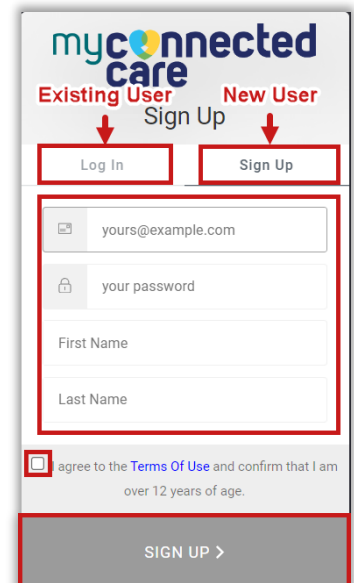 myconnected
care
Existing User New User
Sign Up
Log In Sign Up
yours@example.com
your password
First Name
Last Name
I agree to the Terms Of Use and confirm that I am
over 12 years of age.
SIGN UP >